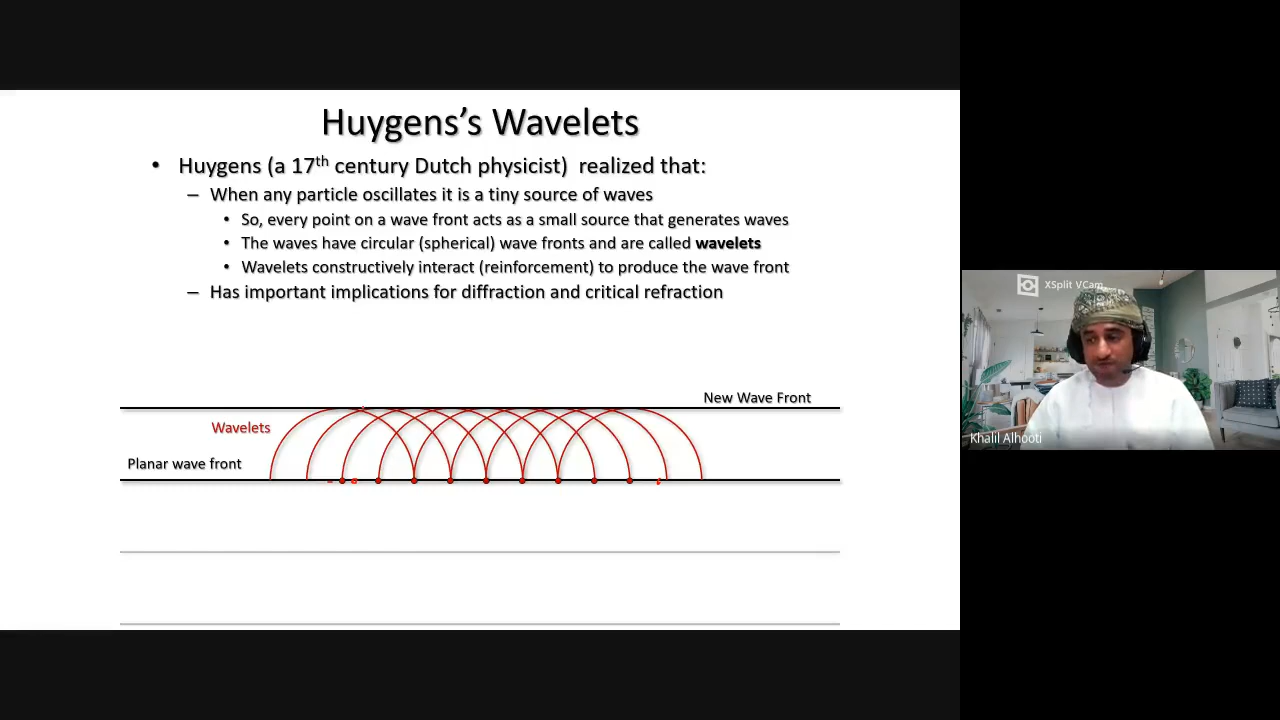 Huygens's Wavelets
• Huygens (a 17th century Dutch physicist) realized that:
– When any particle oscillates it is a tiny source of waves
• So, every point on a wave front acts as a small source that generates waves
• The waves have circular (spherical) wave fronts and are called wavelets
• Wavelets constructively interact (reinforcement) to produce the wave front
– Has important implications for diffraction and critical refraction
New Wave Front
Wavelets
Planar wave front
XSplit VCam
Khalil Alhooti